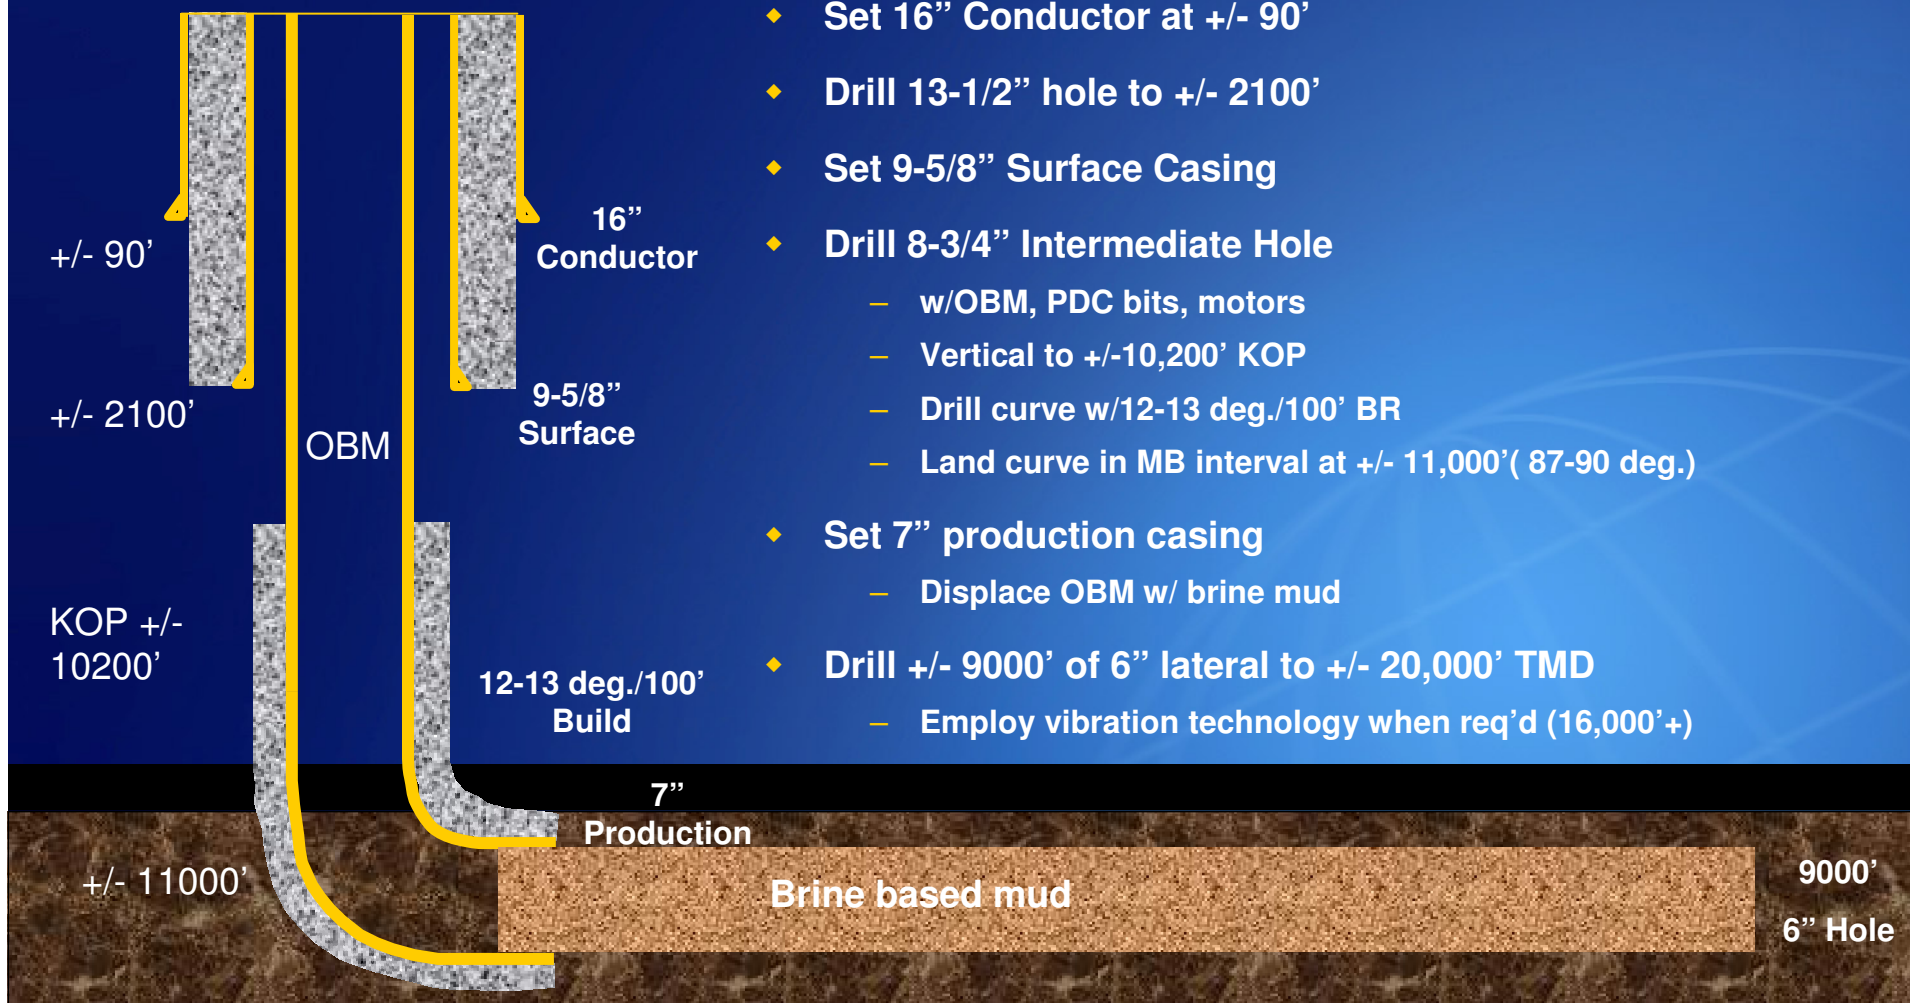 Set 16” Conductor at +/- 90’
Drill 13-1/2” hole to +/- 2100’
Set 9-5/8” Surface Casing
Drill 8-3/4” Intermediate Hole
– w/OBM, PDC bits, motors
– Vertical to +/-10,200’ KOP
– Drill curve w/12-13 deg./100’ BR
– Land curve in MB interval at +/- 11,000’( 87-90 deg.)
Set 7” production casing
– Displace OBM w/ brine mud
Drill +/- 9000’ of 6” lateral to +/- 20,000’ TMD
– Employ vibration technology when req’d (16,000’+)
+/- 90’
16”
Conductor
+/- 2100’
9-5/8”
Surface
OBM
KOP +/-
10200’
12-13 deg./100’
Build
7”
Production
+/- 11000’
Brine based mud
9000’
6” Hole